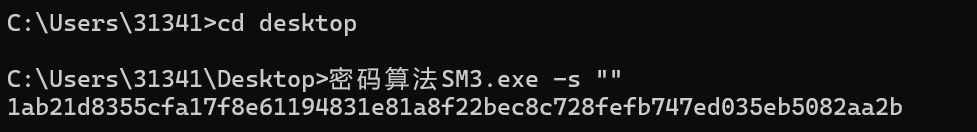 C:\Users\31341>cd desktop
C:\Users\31341\Desktop>密码算法SM3.exe -s ""
1ab21d8355cfa17f8e61194831e81a8f22bec8c728fefb747ed035eb5082aa2b